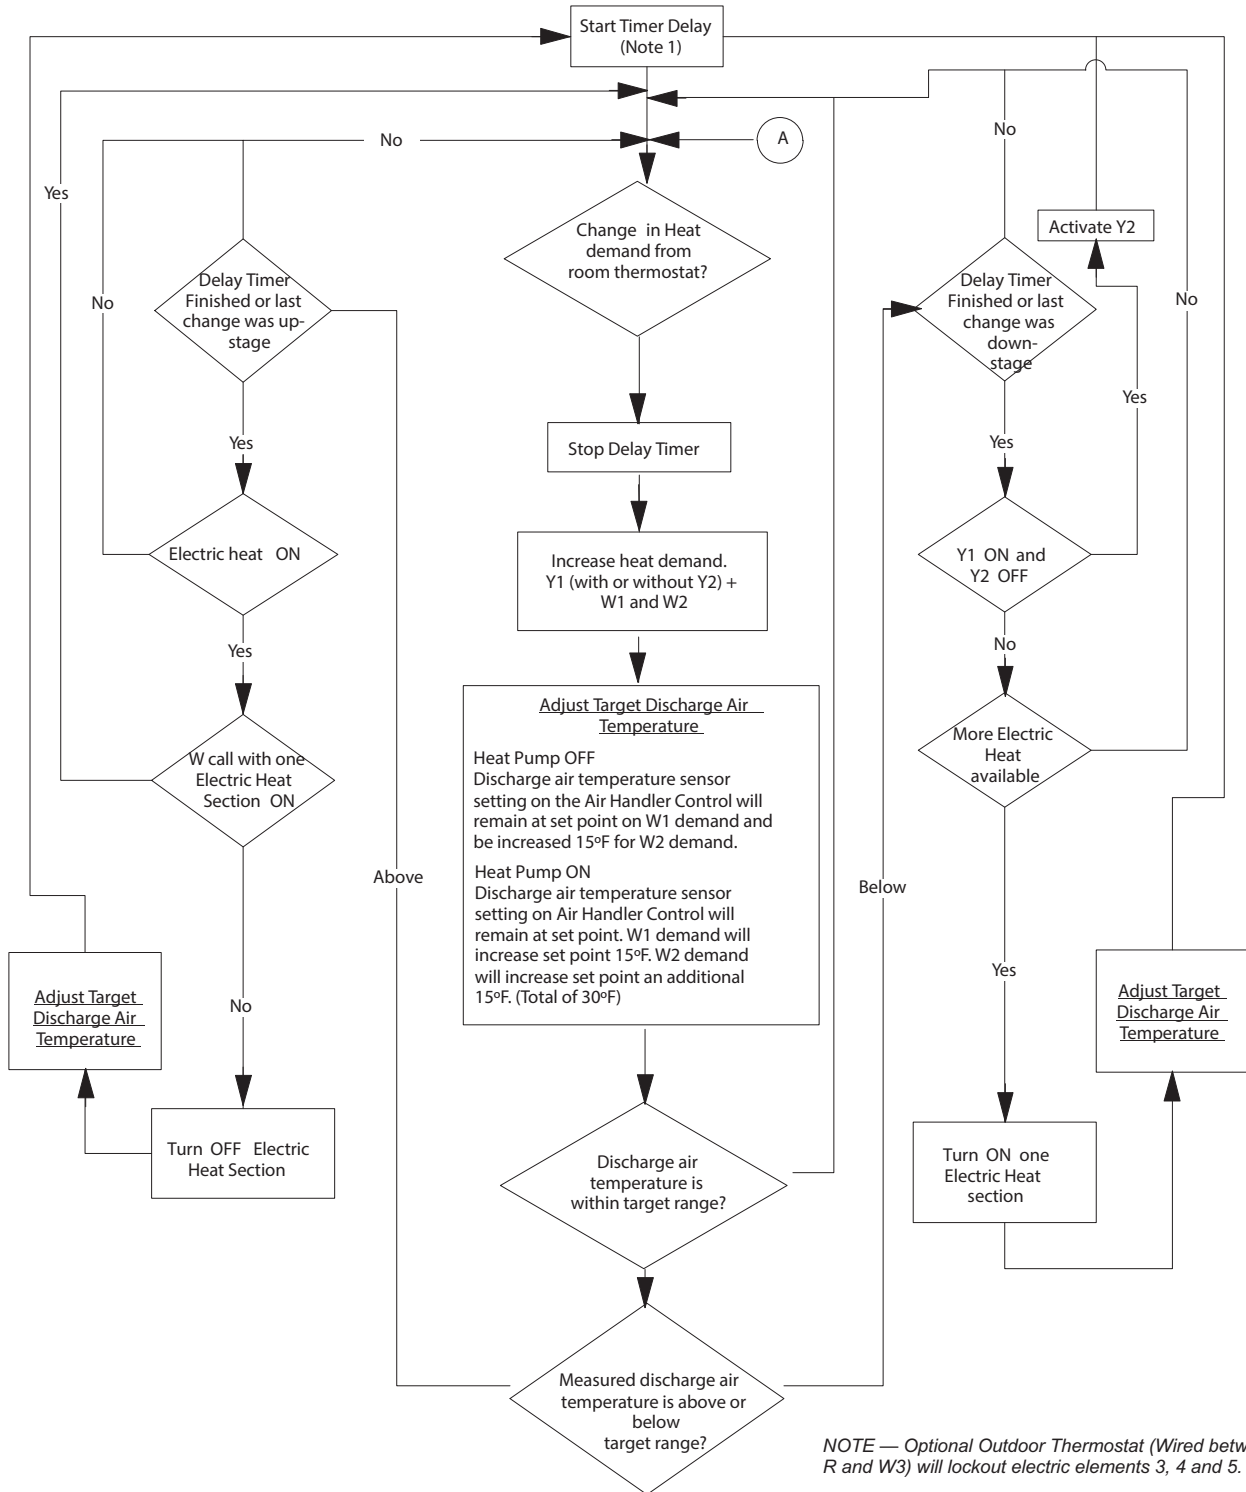 Start Timer Delay
(Note 1)
No
A
No
Yes
Change in Heat
demand from
room thermostat?
Activate Y2
Delay Timer
Finished or last
change was up-
stage
No
Delay Timer
Finished or last
change was
down-
stage
No
Yes
Yes
Stop Delay Timer
Yes
Electric heat ON
Increase heat demand.
Y1 (with or without Y2) +
W1 and W2
Y1 ON and
Y2 OFF
Yes
No
Adjust Target Discharge Air
Temperature
Heat Pump OFF
Discharge air temperature sensor
setting on the Air Handler Control will
remain at set point on W1 demand and
be increased 15ºF for W2 demand.
Heat Pump ON
Discharge air temperature sensor
setting on Air Handler Control will
remain at set point. W1 demand will
increase set point 15ºF. W2 demand
will increase set point an additional
15ºF. (Total of 30ºF)
W call with one
Electric Heat
Section ON
More Electric
Heat
available
Above
Below
Adjust Target
Discharge Air
Temperature
No
Yes
Adjust Target
Discharge Air
Temperature
Turn OFF Electric
Heat Section
Discharge air
temperature is
within target range?
Turn ON one
Electric Heat
section
Measured discharge air
temperature is above or
below
target range?
NOTE — Optional Outdoor Thermostat (Wired betw
R and W3) will lockout electric elements 3, 4 and 5.